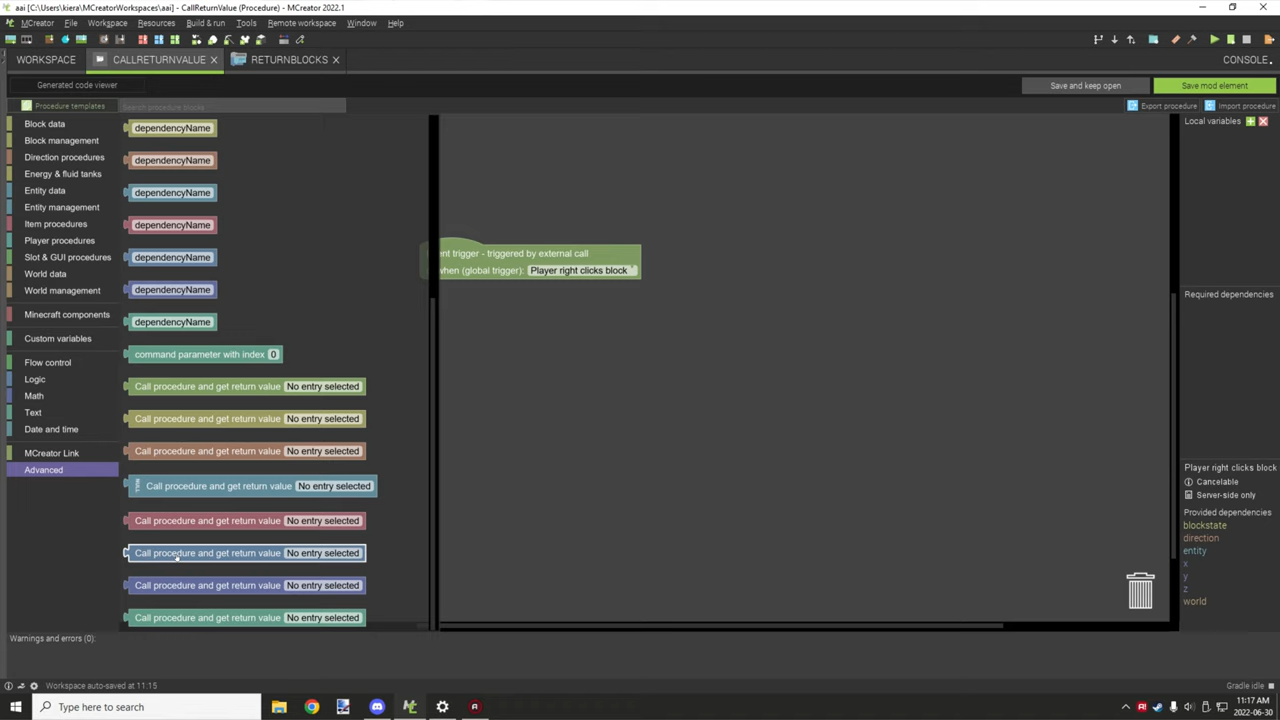 aai [C:\Users\kiera\MCreatorWorkspaces\aai] - CallReturnValue (Procedure) - MCreator 2022.1
MCreator File Workspace Resources Build & run Tools Remote workspace Window Help
WORKSPACE CALLRETURNVALUE RETURNBLOCKS CONSOLE
Generated code viewer Save and keep open Save mod element
Procedure templates Search procedure blocks Export procedure Import procedure
Block data
Block management
Direction procedures
Energy & fluid tanks
Entity data
Entity management
Item procedures
Player procedures
Slot & GUI procedures
World data
World management
Minecraft components
Custom variables
Flow control
Logic
Math
Text
Date and time
MCreator Link
Advanced
dependencyName
dependencyName
dependencyName
dependencyName
dependencyName
dependencyName
dependencyName
command parameter with index 0
Call procedure and get return value No entry selected
Call procedure and get return value No entry selected
Call procedure and get return value No entry selected
Call procedure and get return value No entry selected
Call procedure and get return value No entry selected
Call procedure and get return value No entry selected
Call procedure and get return value No entry selected
Call procedure and get return value No entry selected
ent trigger - triggered by external call
when (global trigger): Player right clicks block
Local variables
Required dependencies
Player right clicks block
Cancelable
Server-side only
Provided dependencies
blockstate
direction
entity
x
y
z
world
Warnings and errors (0):
Workspace auto-saved at 11:15 Gradle idle
Type here to search 11:17 AM
2022-06-30